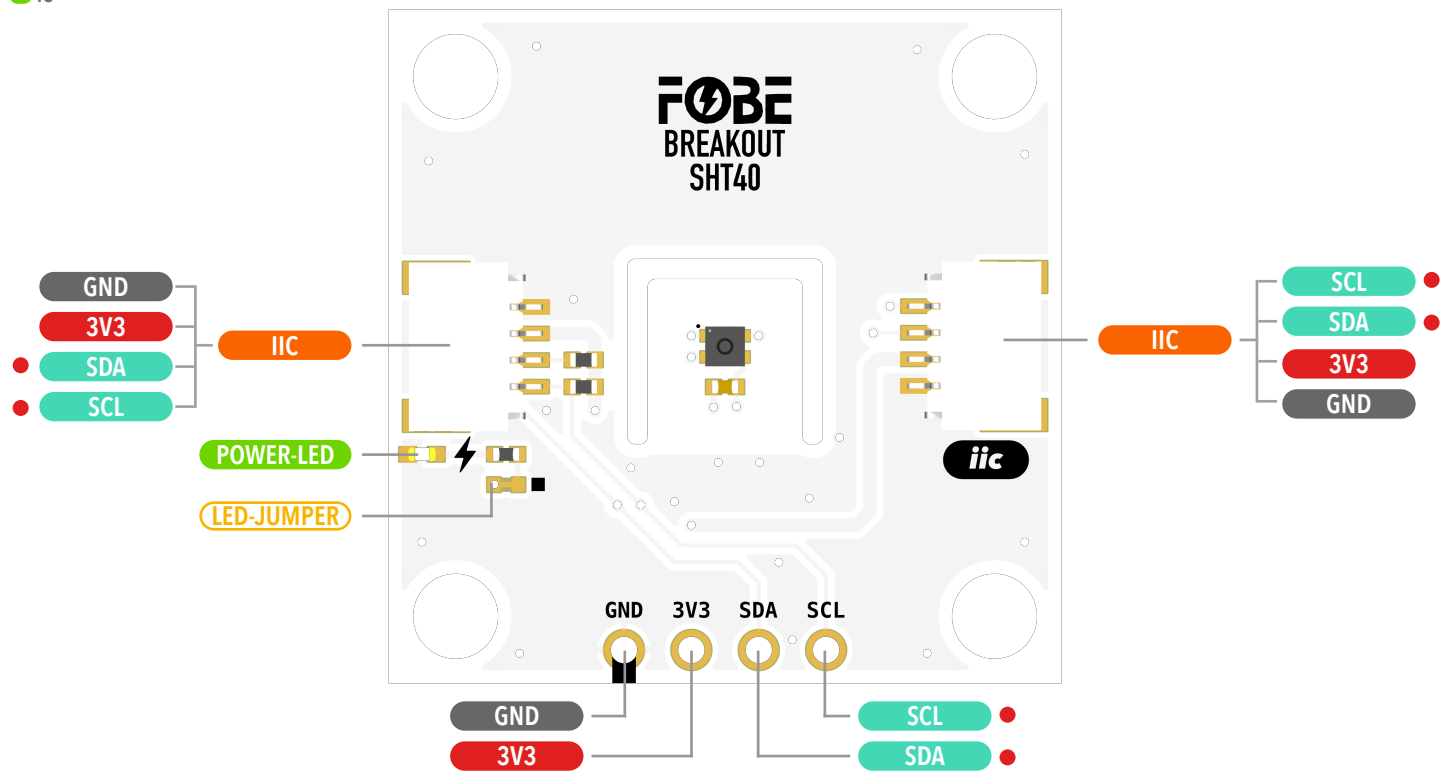 FOBE
BREAKOUT
SHT40
GND
3V3
SDA
SCL
IIC
POWER-LED
LED-JUMPER
IIC
SCL
SDA
3V3
GND
iic
GND 3V3 SDA SCL
GND
3V3
SCL
SDA